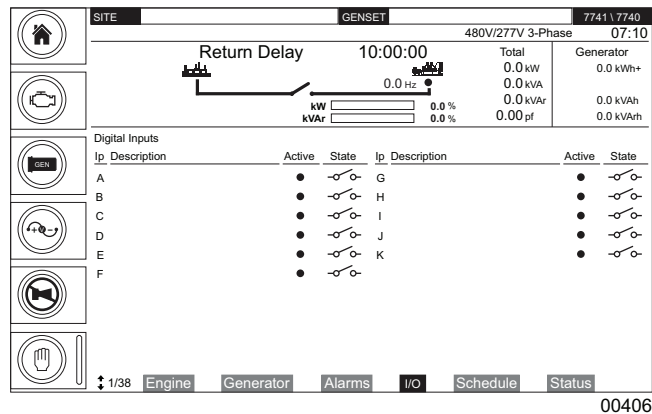 SITE GENSET 7741 \ 7740
480V/277V 3-Phase 07:10
Return Delay 10:00:00
0.0 Hz
kW 0.0 %
kVAr 0.0 %
Total
0.0 kW
0.0 kVA
0.0 kVAr
0.00 pf
Generator
0.0 kWh+
0.0 kVAh
0.0 kVArh
GEN
Digital Inputs
Ip Description Active State Ip Description Active State
A G
B H
C I
D J
E K
F
1/38 Engine Generator Alarms I/O Schedule Status
00406